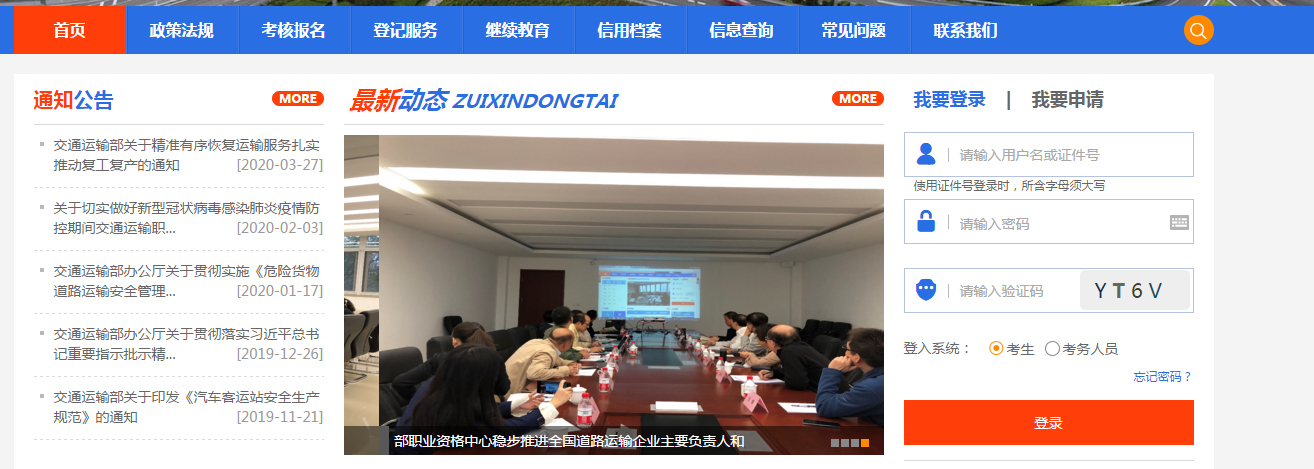 首页 政策法规 考核报名 登记服务 继续教育 信用档案 信息查询 常见问题 联系我们
通知公告 MORE
交通运输部关于精准有序恢复运输服务扎实
推动复工复产的通知 [2020-03-27]
关于切实做好新型冠状病毒感染肺炎疫情防
控期间交通运输职... [2020-02-03]
交通运输部办公厅关于贯彻实施《危险货物
道路运输安全管理... [2020-01-17]
交通运输部办公厅关于贯彻落实习近平总书
记重要指示批示精... [2019-12-26]
交通运输部关于印发《汽车客运站安全生产
规范》的通知 [2019-11-21]
最新动态 ZUIXINDONGTAI MORE
部职业资格中心稳步推进全国道路运输企业主要负责人和
我要登录 | 我要申请
请输入用户名或证件号
使用证件号登录时，所含字母须大写
请输入密码
请输入验证码 YT6V
登入系统： 考生 考务人员
忘记密码？
登录